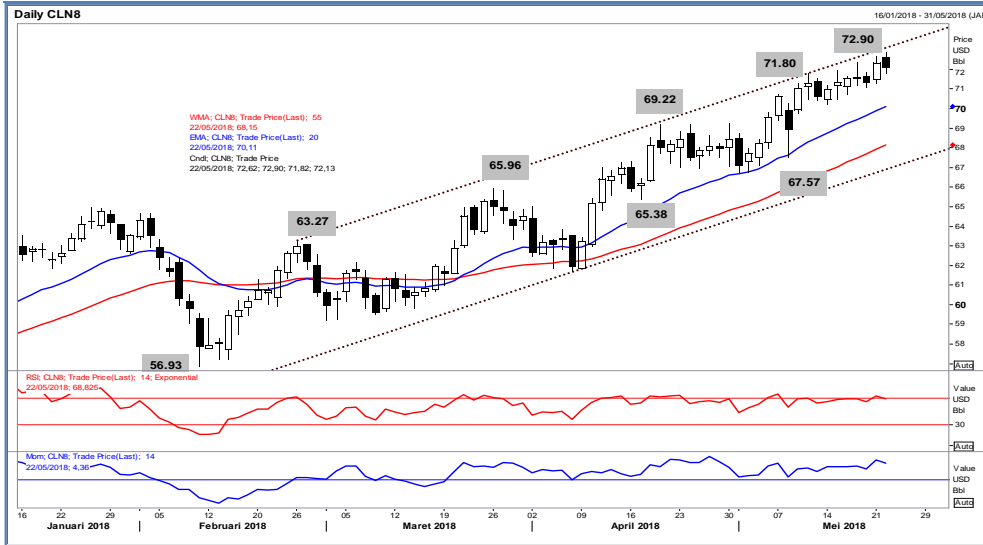 Daily CLN8
16/01/2018 - 31/05/2018 (JA
Price
USD
Bbl
72.90
71.80
69.22
65.96
63.27
67.57
65.38
56.93
WMA; CLN8; Trade Price(Last); 55
22/05/2018; 68,15
EMA; CLN8; Trade Price(Last); 20
22/05/2018; 70,11
Cndl; CLN8; Trade Price
22/05/2018; 72,62; 72,90; 71,82; 72,13
72
71
70
69
68
67
66
65
64
63
62
61
60
59
58
Auto
RSI; CLN8; Trade Price(Last); 14; Exponential
22/05/2018; 68,825
Value
USD
Bbl
30
Auto
Mom; CLN8; Trade Price(Last); 14
22/05/2018; 4,36
Value
USD
Bbl
Auto
16 22 29 05 12 20 26 05 12 19 26 02 09 16 23 30 07 14 21 29
Januari 2018 Februari 2018 Maret 2018 April 2018 Mei 2018